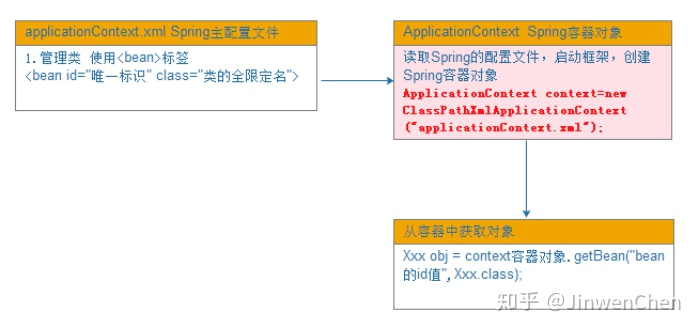 applicationContext.xml Spring主配置文件
1.管理类 使用<bean>标签
<bean id="唯一标识" class="类的全限定名">
ApplicationContext Spring容器对象
读取Spring的配置文件，启动框架，创建
Spring容器对象
ApplicationContext context=new
ClassPathXmlApplicationContext
("applicationContext.xml");
从容器中获取对象
Xxx obj = context容器对象.getBean("bean
的id值",Xxx.class);
知乎 @JinwenChen